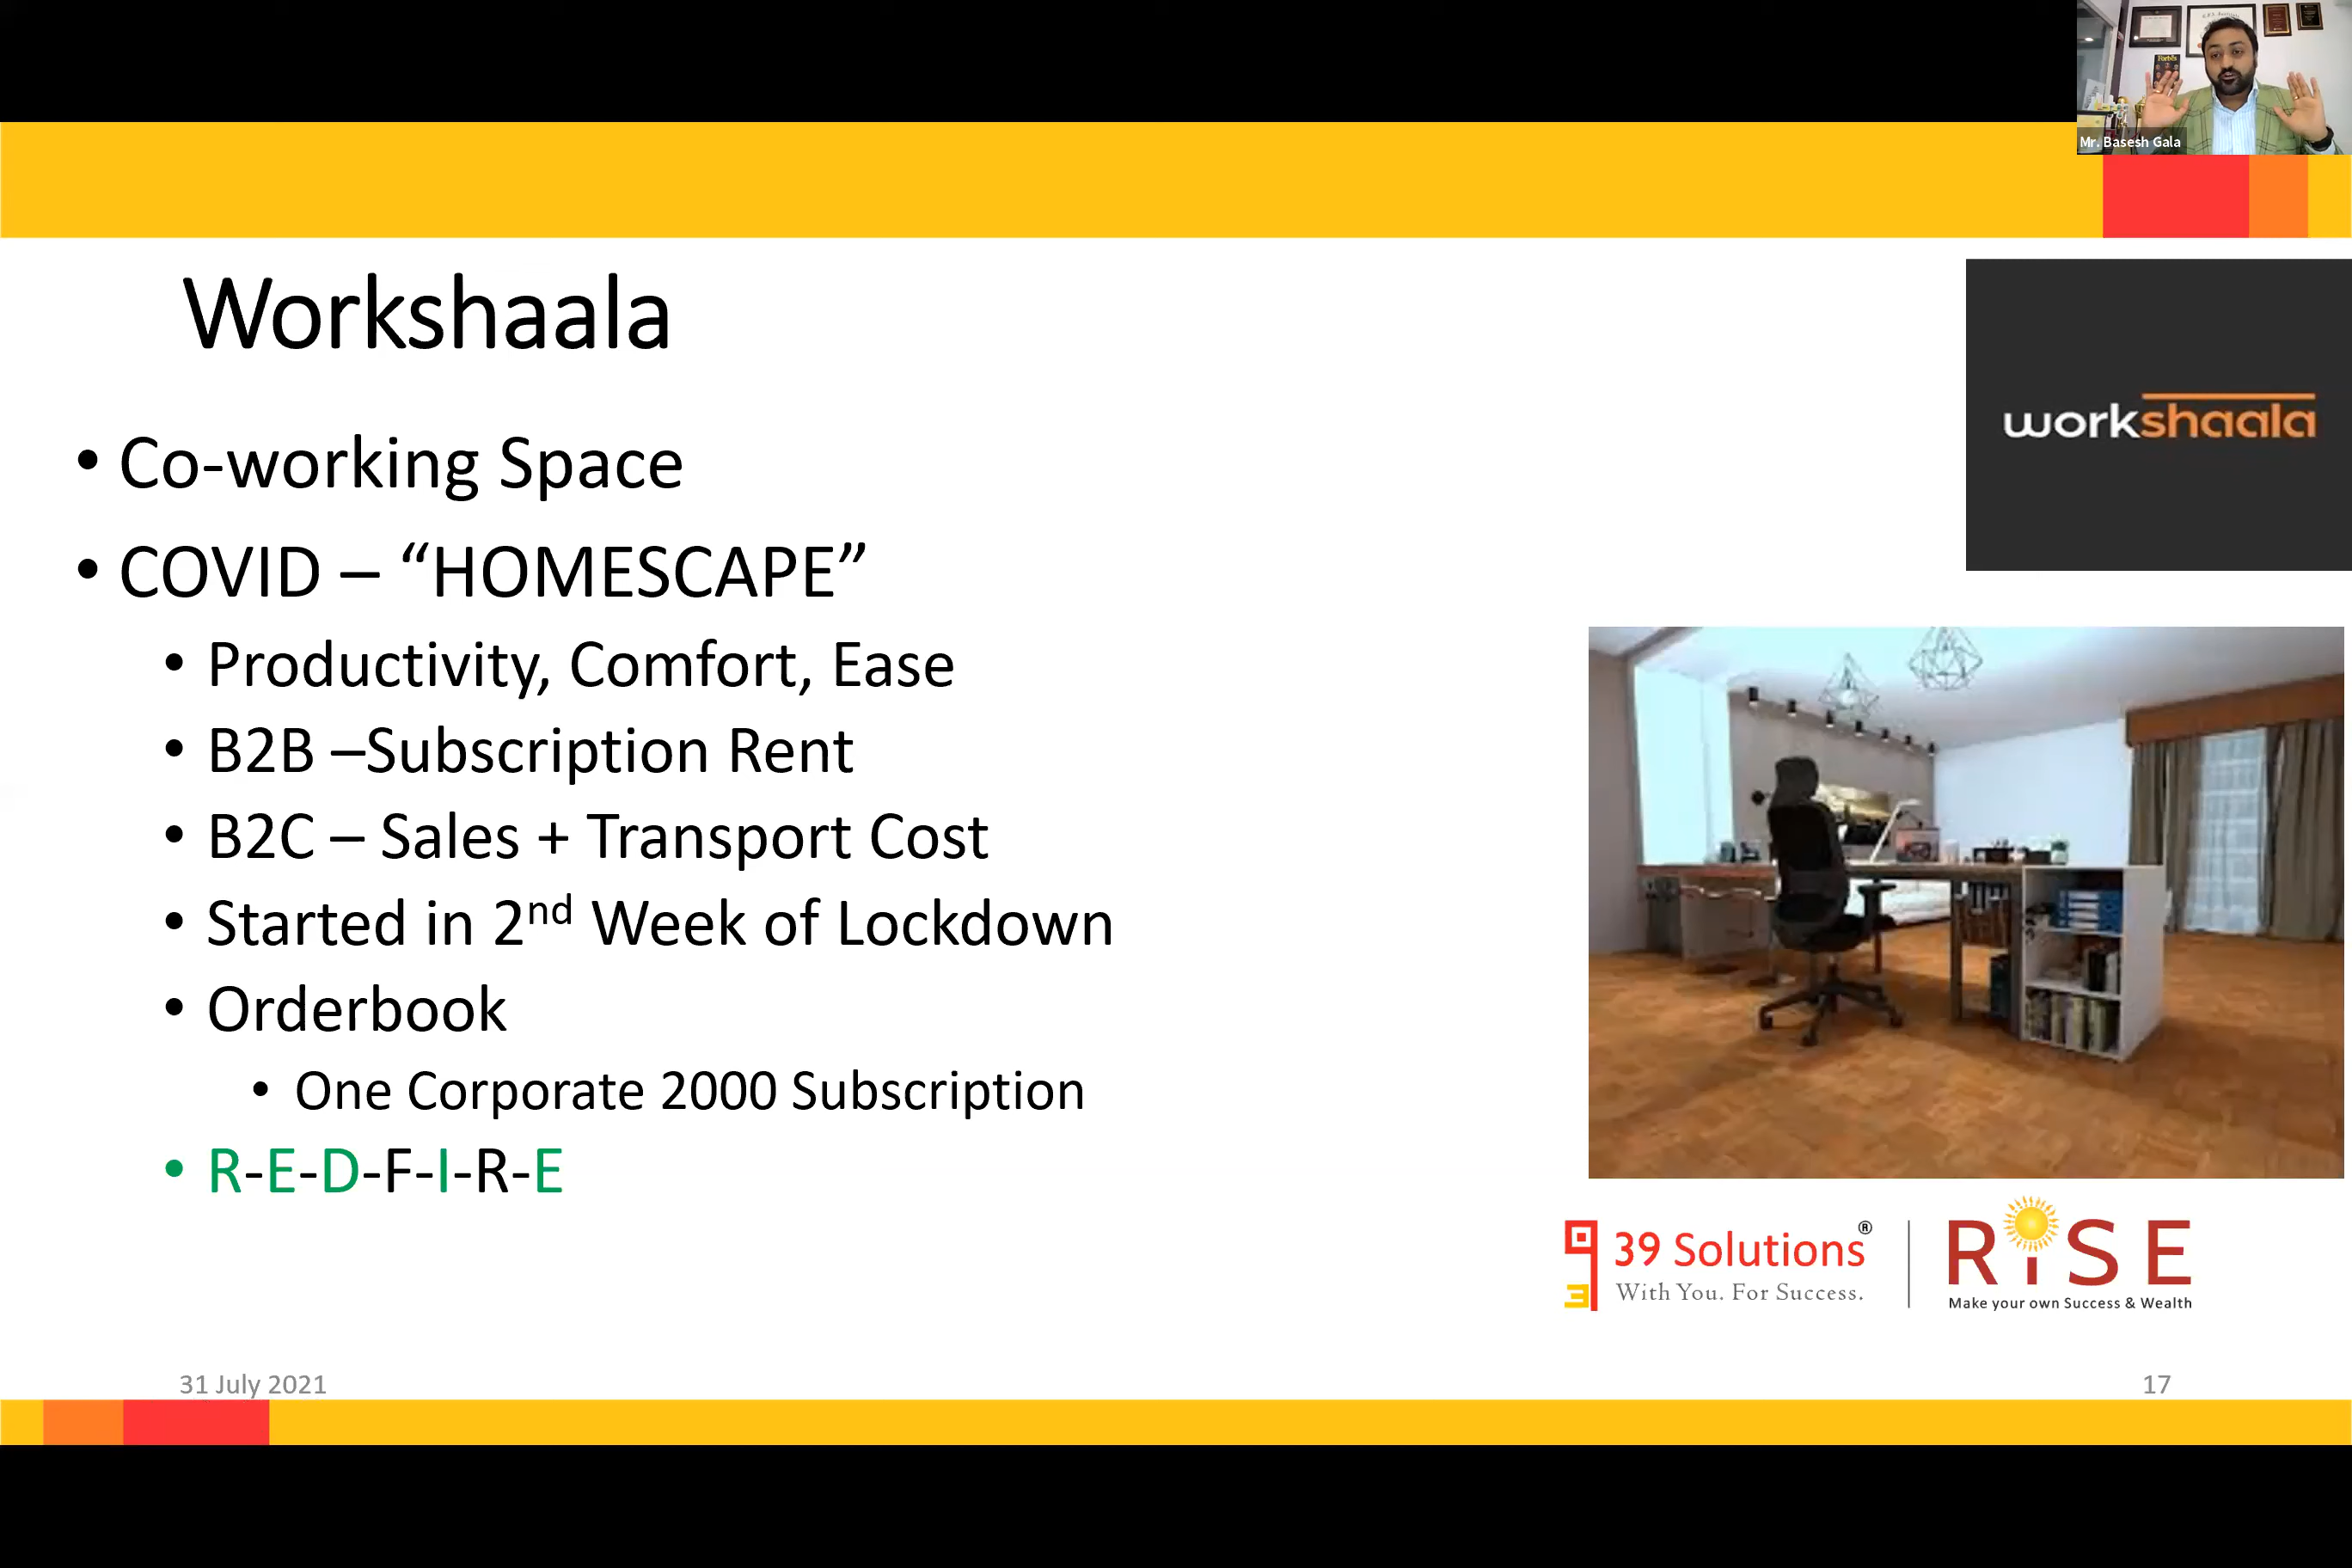 Mr. Basesh Gala
Workshaala
workshaala
• Co-working Space
• COVID – “HOMESCAPE”
• Productivity, Comfort, Ease
• B2B –Subscription Rent
• B2C – Sales + Transport Cost
• Started in 2nd Week of Lockdown
• Orderbook
• One Corporate 2000 Subscription
• R-E-D-F-I-R-E
39 Solutions®
With You. For Success.
RiSE
Make your own Success & Wealth
31 July 2021
17